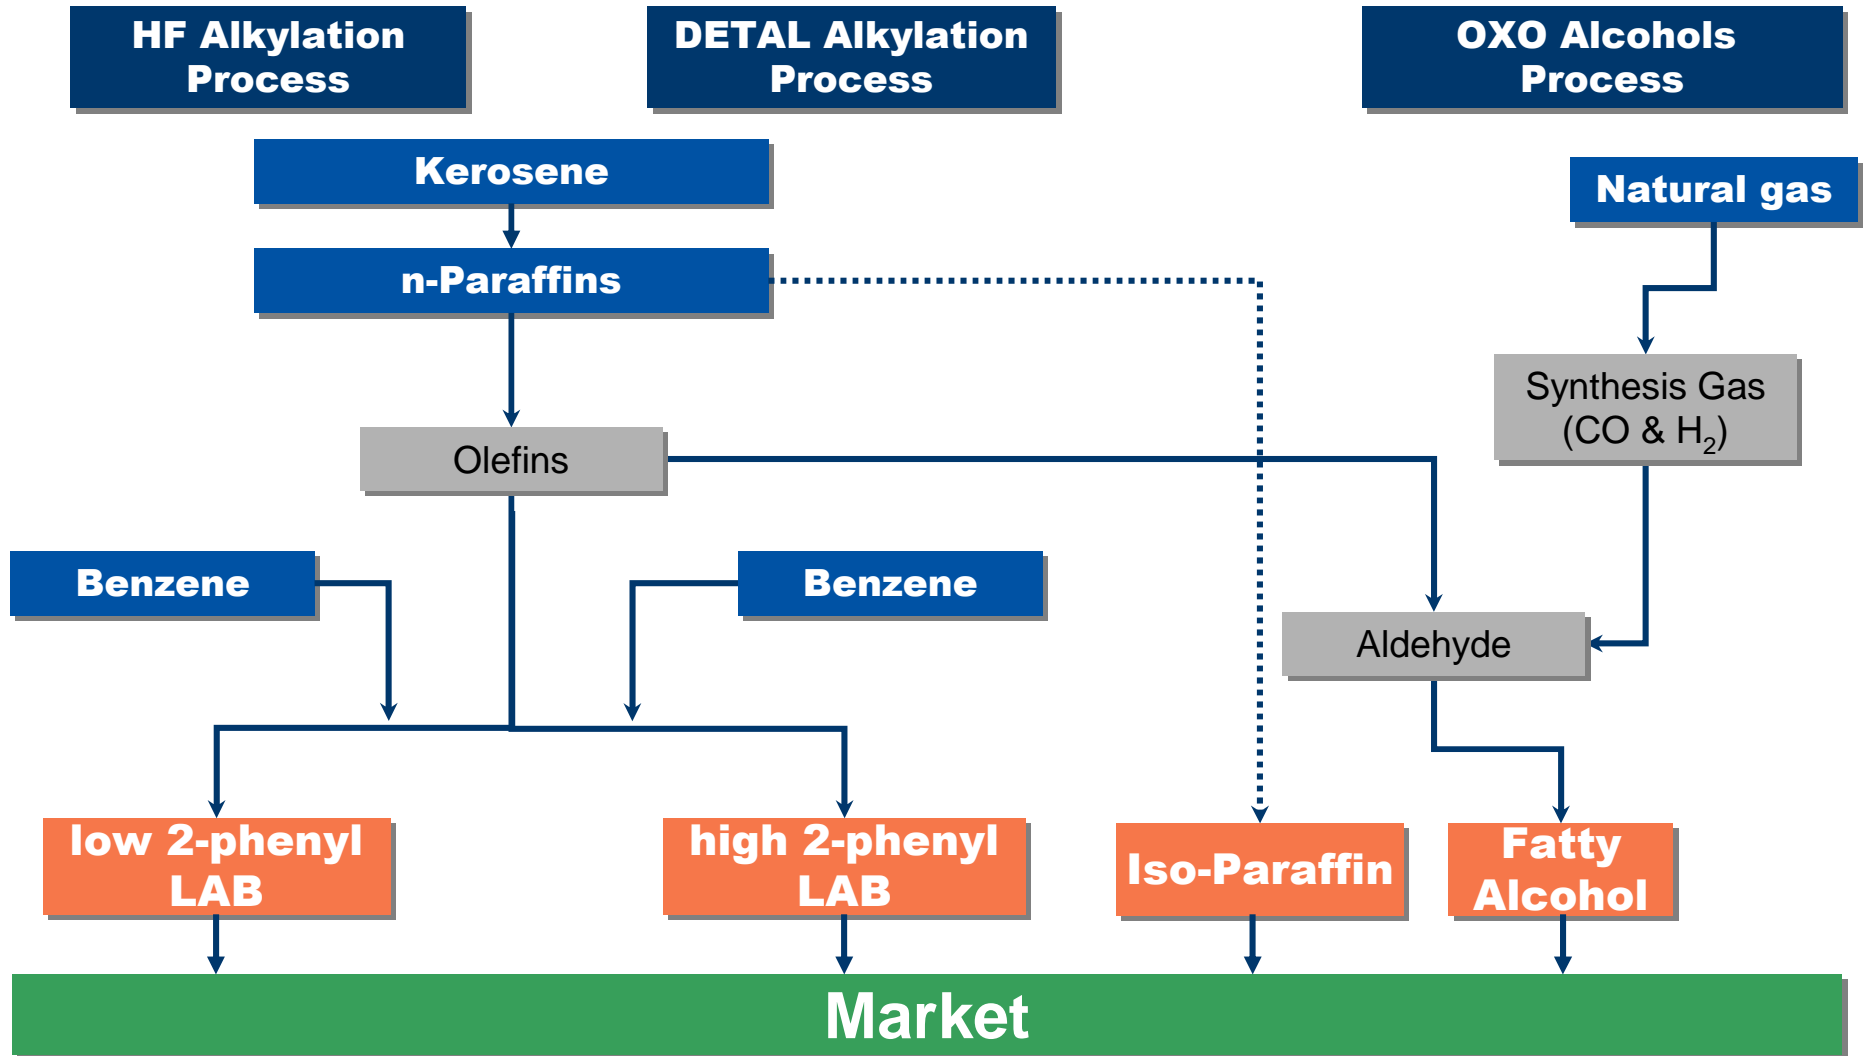 HF Alkylation
Process
DETAL Alkylation
Process
OXO Alcohols
Process
Kerosene
Natural gas
n-Paraffins
Synthesis Gas
(CO & H₂)
Olefins
Benzene
Benzene
Aldehyde
low 2-phenyl
LAB
high 2-phenyl
LAB
Iso-Paraffin
Fatty
Alcohol
Market